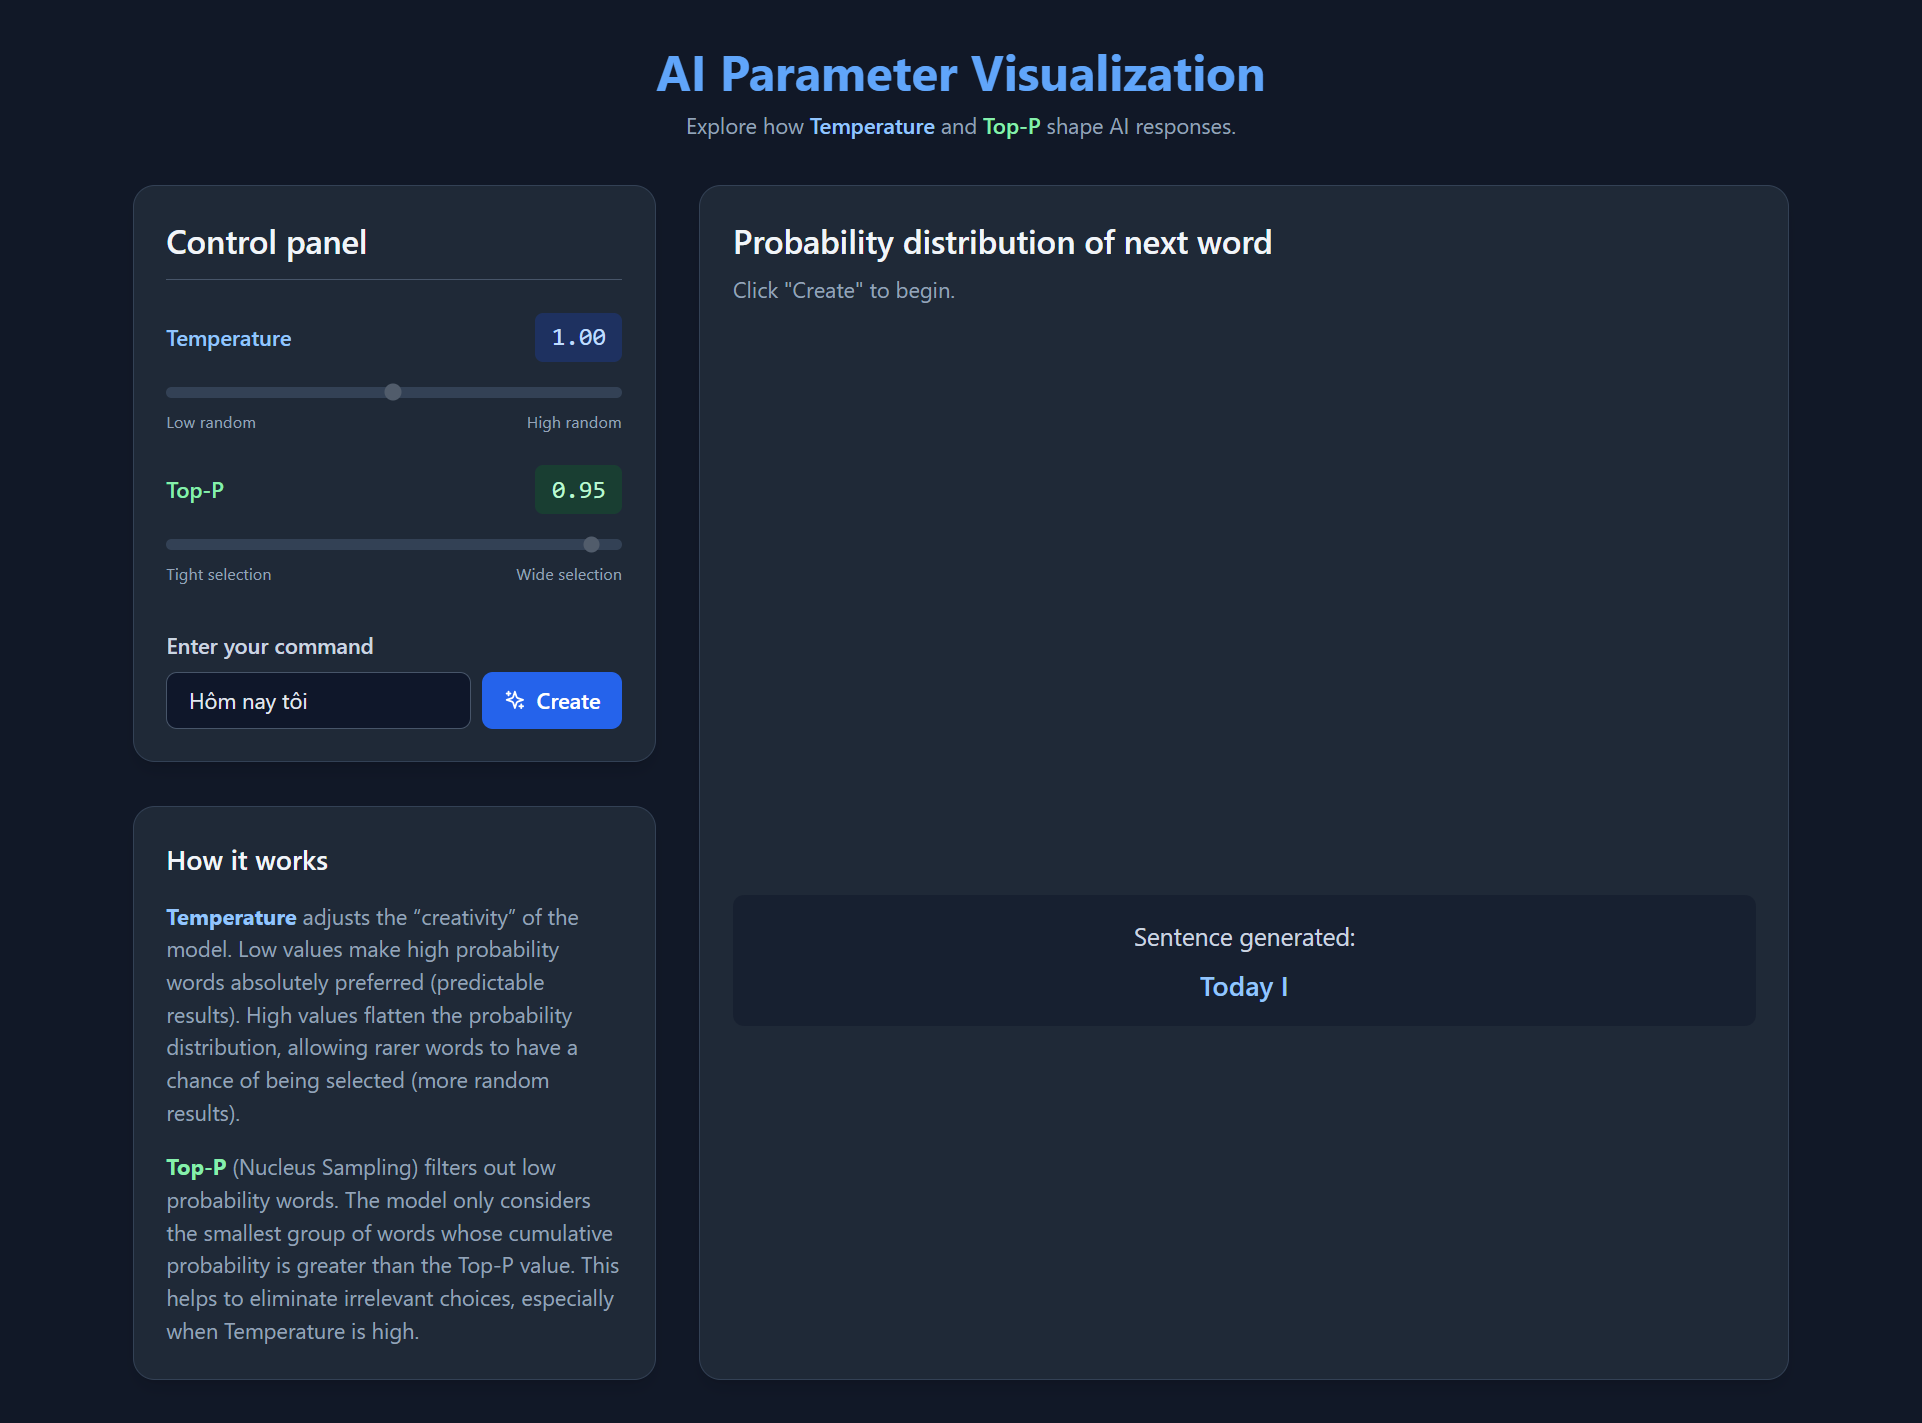 AI Parameter Visualization
Explore how Temperature and Top-P shape AI responses.
Control panel
Temperature
1.00
Low random
High random
Top-P
0.95
Tight selection
Wide selection
Enter your command
Hôm nay tôi
Create
How it works
Temperature adjusts the “creativity” of the
model. Low values make high probability
words absolutely preferred (predictable
results). High values flatten the probability
distribution, allowing rarer words to have a
chance of being selected (more random
results).
Top-P (Nucleus Sampling) filters out low
probability words. The model only considers
the smallest group of words whose cumulative
probability is greater than the Top-P value. This
helps to eliminate irrelevant choices, especially
when Temperature is high.
Probability distribution of next word
Click "Create" to begin.
Sentence generated:
Today I